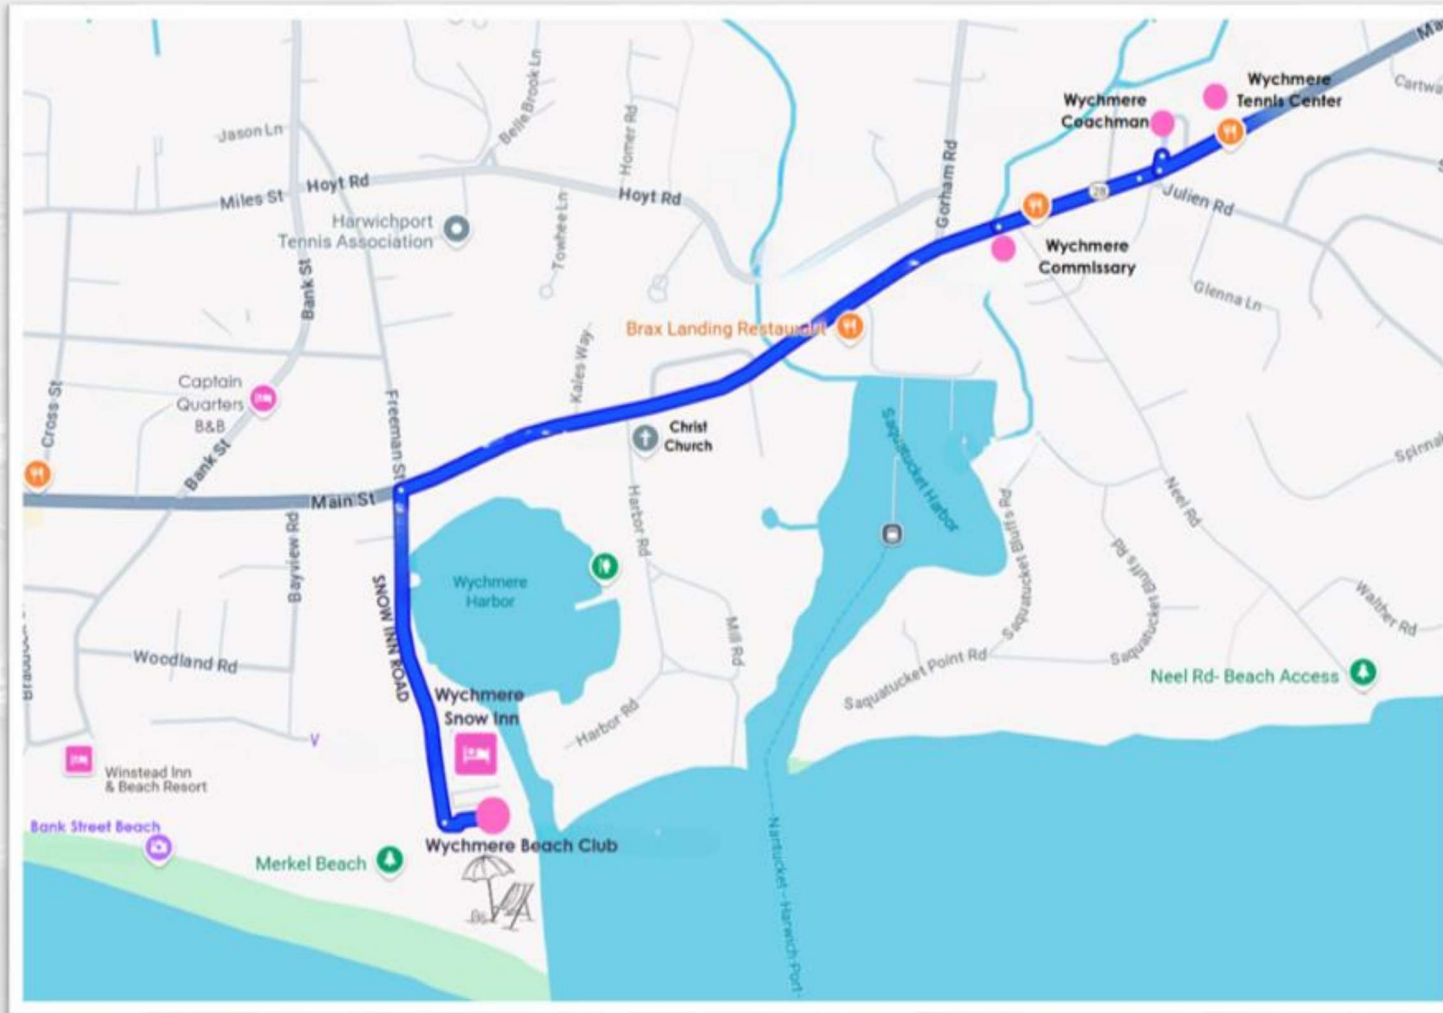 Ma
Cartwa
Wychmere
Tennis Center
Wychmere
Coachman
Belle Brook Ln
Homer Rd
Jason Ln
Gorham Rd
28
Julien Rd
Miles St
Hoyt Rd
Hoyt Rd
Harwichport
Tennis Association
Towhee Ln
Wychmere
Commissary
Bank St
Glenna Ln
Brax Landing Restaurant
Kales Way
Captain
Quarters
B&B
Cross St
Freeman St
Christ
Church
Saquatucket Harbor
Spinna
Bank St
Main St
Bayview Rd
Harbor Rd
Neel Rd
Saquatucket Bluffs Rd
Saquatucket Bluffs Rd
Wychmere
Harbor
SNOW INN ROAD
Walther Rd
Mill Rd
Woodland Rd
Saquatucket Point Rd
Neel Rd- Beach Access
Wychmere
Snow Inn
Harbor Rd
V
Winstead Inn
& Beach Resort
Bank Street Beach
Wychmere Beach Club
Merkel Beach
Nantucket - Harwich Port